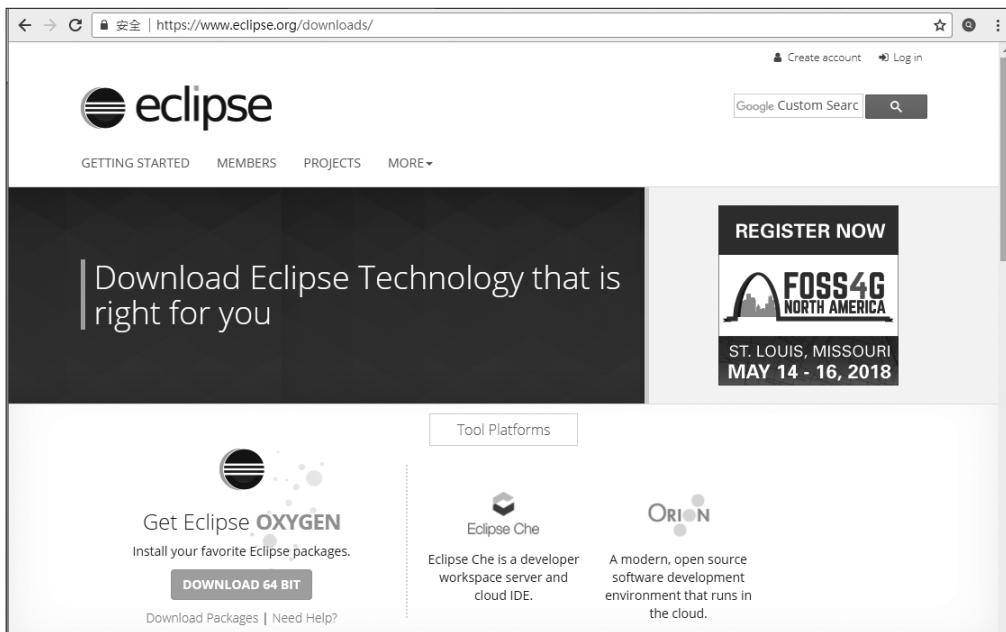 安全 | https://www.eclipse.org/downloads/
Create account Log in
eclipse
Google Custom Searc
GETTING STARTED MEMBERS PROJECTS MORE
Download Eclipse Technology that is
right for you
REGISTER NOW
FOSS4G
NORTH AMERICA
ST. LOUIS, MISSOURI
MAY 14 - 16, 2018
Tool Platforms
Get Eclipse OXYGEN
Install your favorite Eclipse packages.
DOWNLOAD 64 BIT
Download Packages | Need Help?
Eclipse Che
Eclipse Che is a developer
workspace server and
cloud IDE.
ORION
A modern, open source
software development
environment that runs in
the cloud.